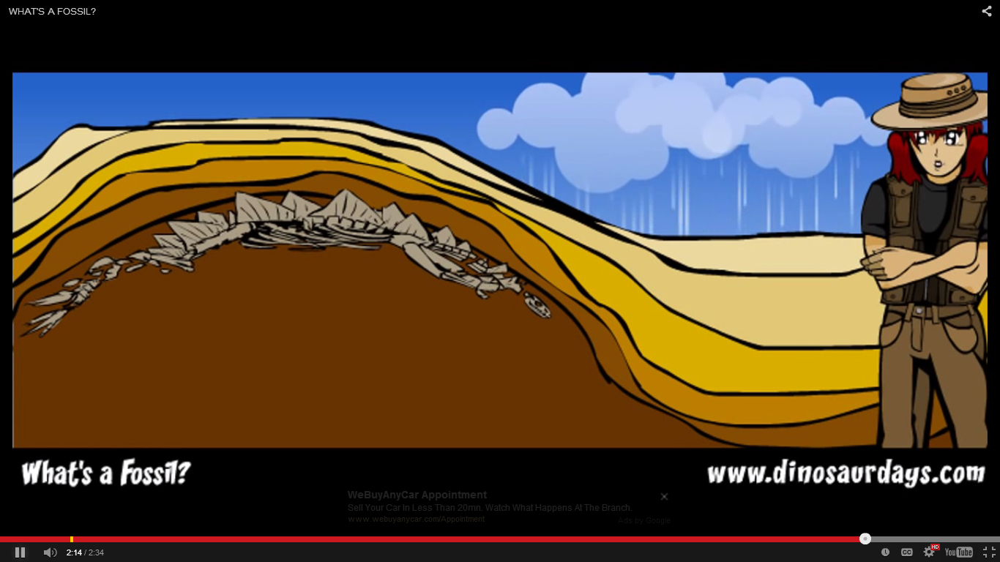 WHAT'S A FOSSIL?
What's a Fossil?
www.dinosaurdays.com
WeBuyAnyCar Appointment
Sell Your Car In Less Than 20mn. Watch What Happens At The Branch.
www.webuyanycar.com/Appointment
Ads by Google
2:14 / 2:34
CC
HD
YouTube